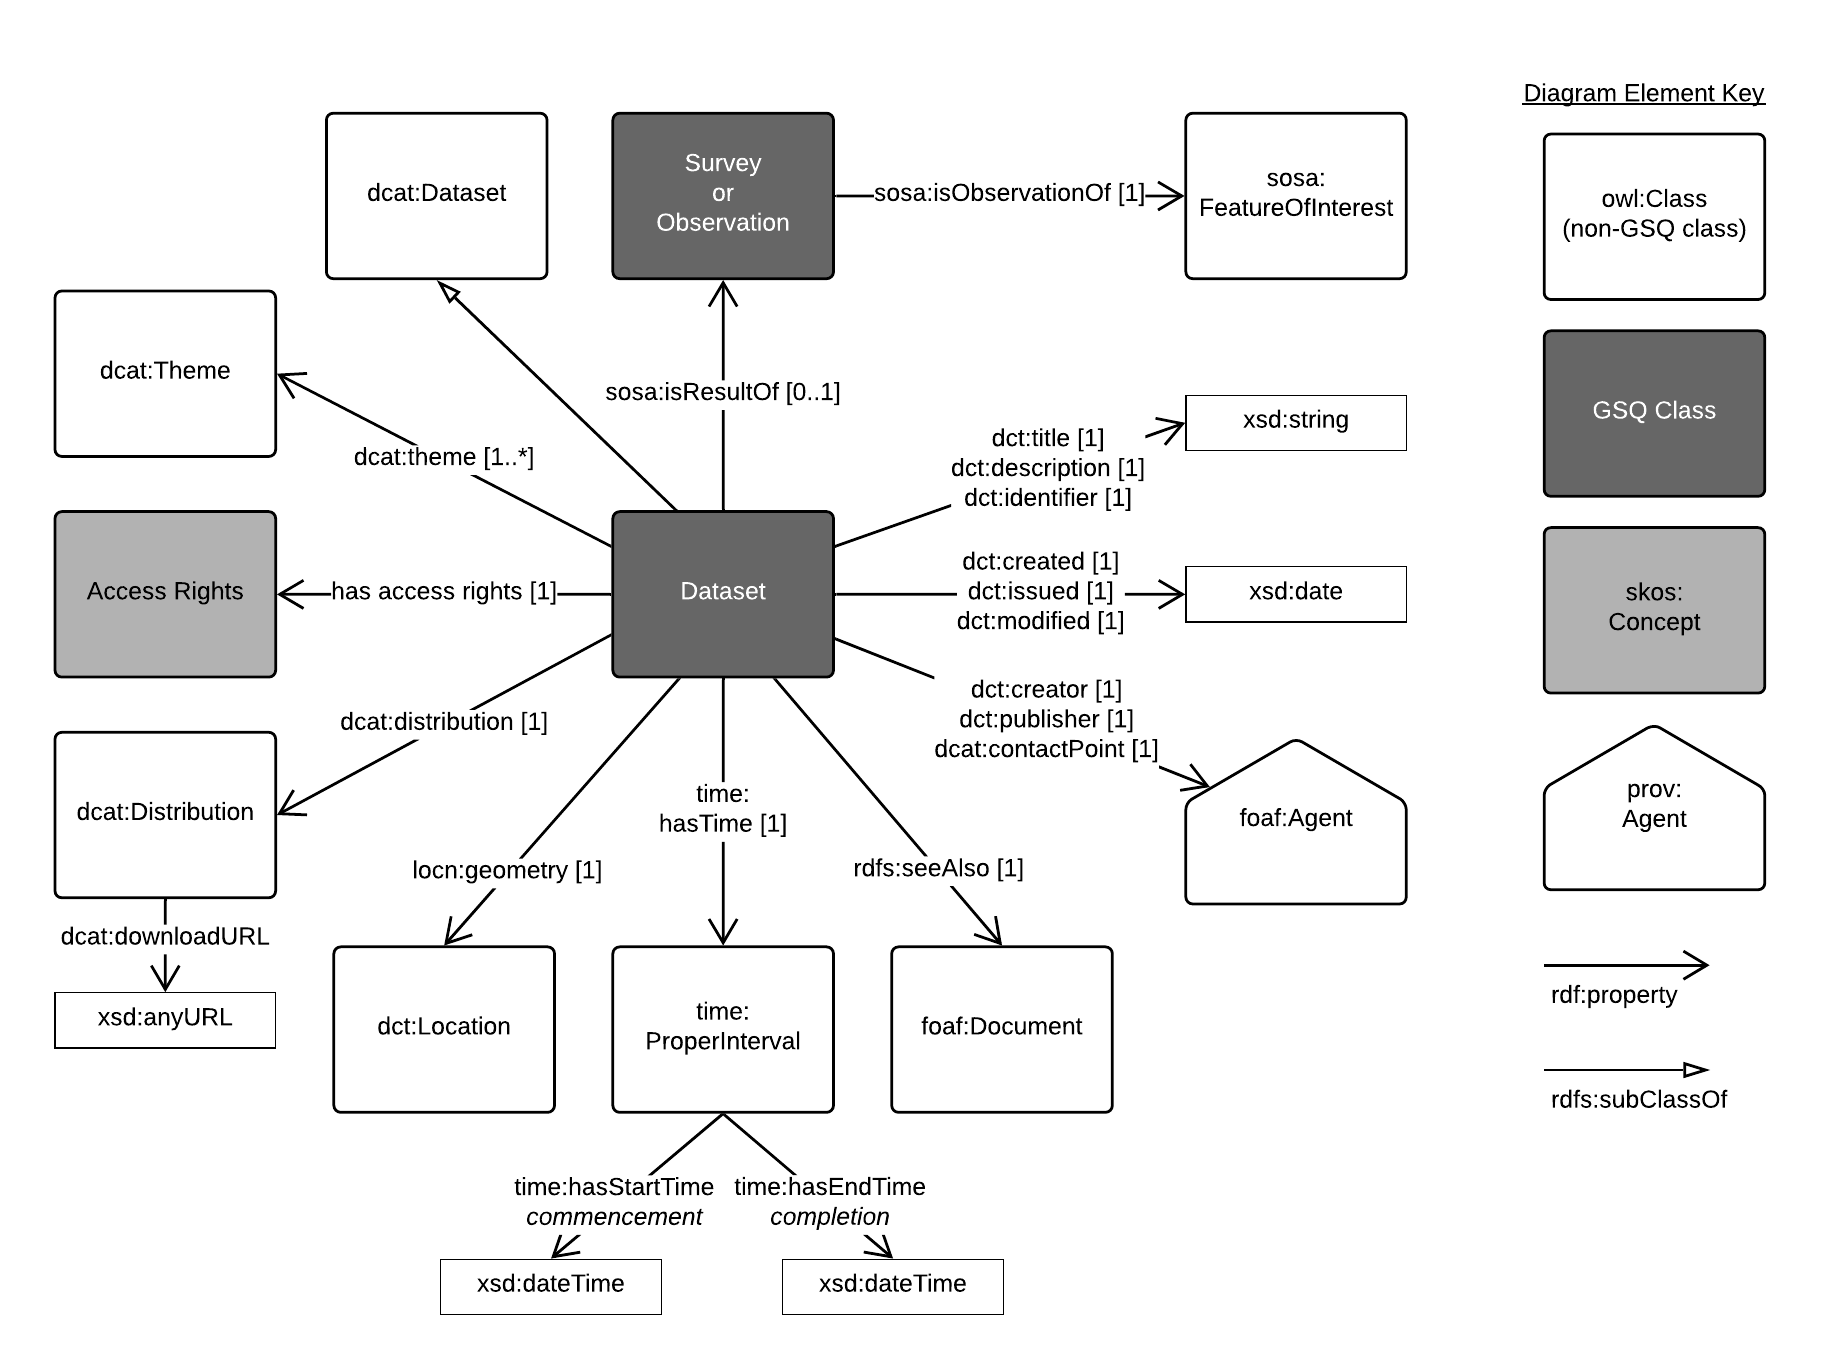 Diagram Element Key
dcat:Dataset
Survey
or
Observation
sosa:isObservationOf [1]
sosa:
FeatureOfInterest
owl:Class
(non-GSQ class)
dcat:Theme
sosa:isResultOf [0..1]
dcat:theme [1..*]
dct:title [1]
dct:description [1]
dct:identifier [1]
xsd:string
GSQ Class
Access Rights
has access rights [1]
Dataset
dct:created [1]
dct:issued [1]
dct:modified [1]
xsd:date
skos:
Concept
dcat:distribution [1]
dct:creator [1]
dct:publisher [1]
dcat:contactPoint [1]
dcat:Distribution
time:
hasTime [1]
foaf:Agent
prov:
Agent
locn:geometry [1]
rdfs:seeAlso [1]
dcat:downloadURL
xsd:anyURL
dct:Location
time:
ProperInterval
foaf:Document
rdf:property
rdfs:subClassOf
time:hasStartTime
commencement
time:hasEndTime
completion
xsd:dateTime
xsd:dateTime